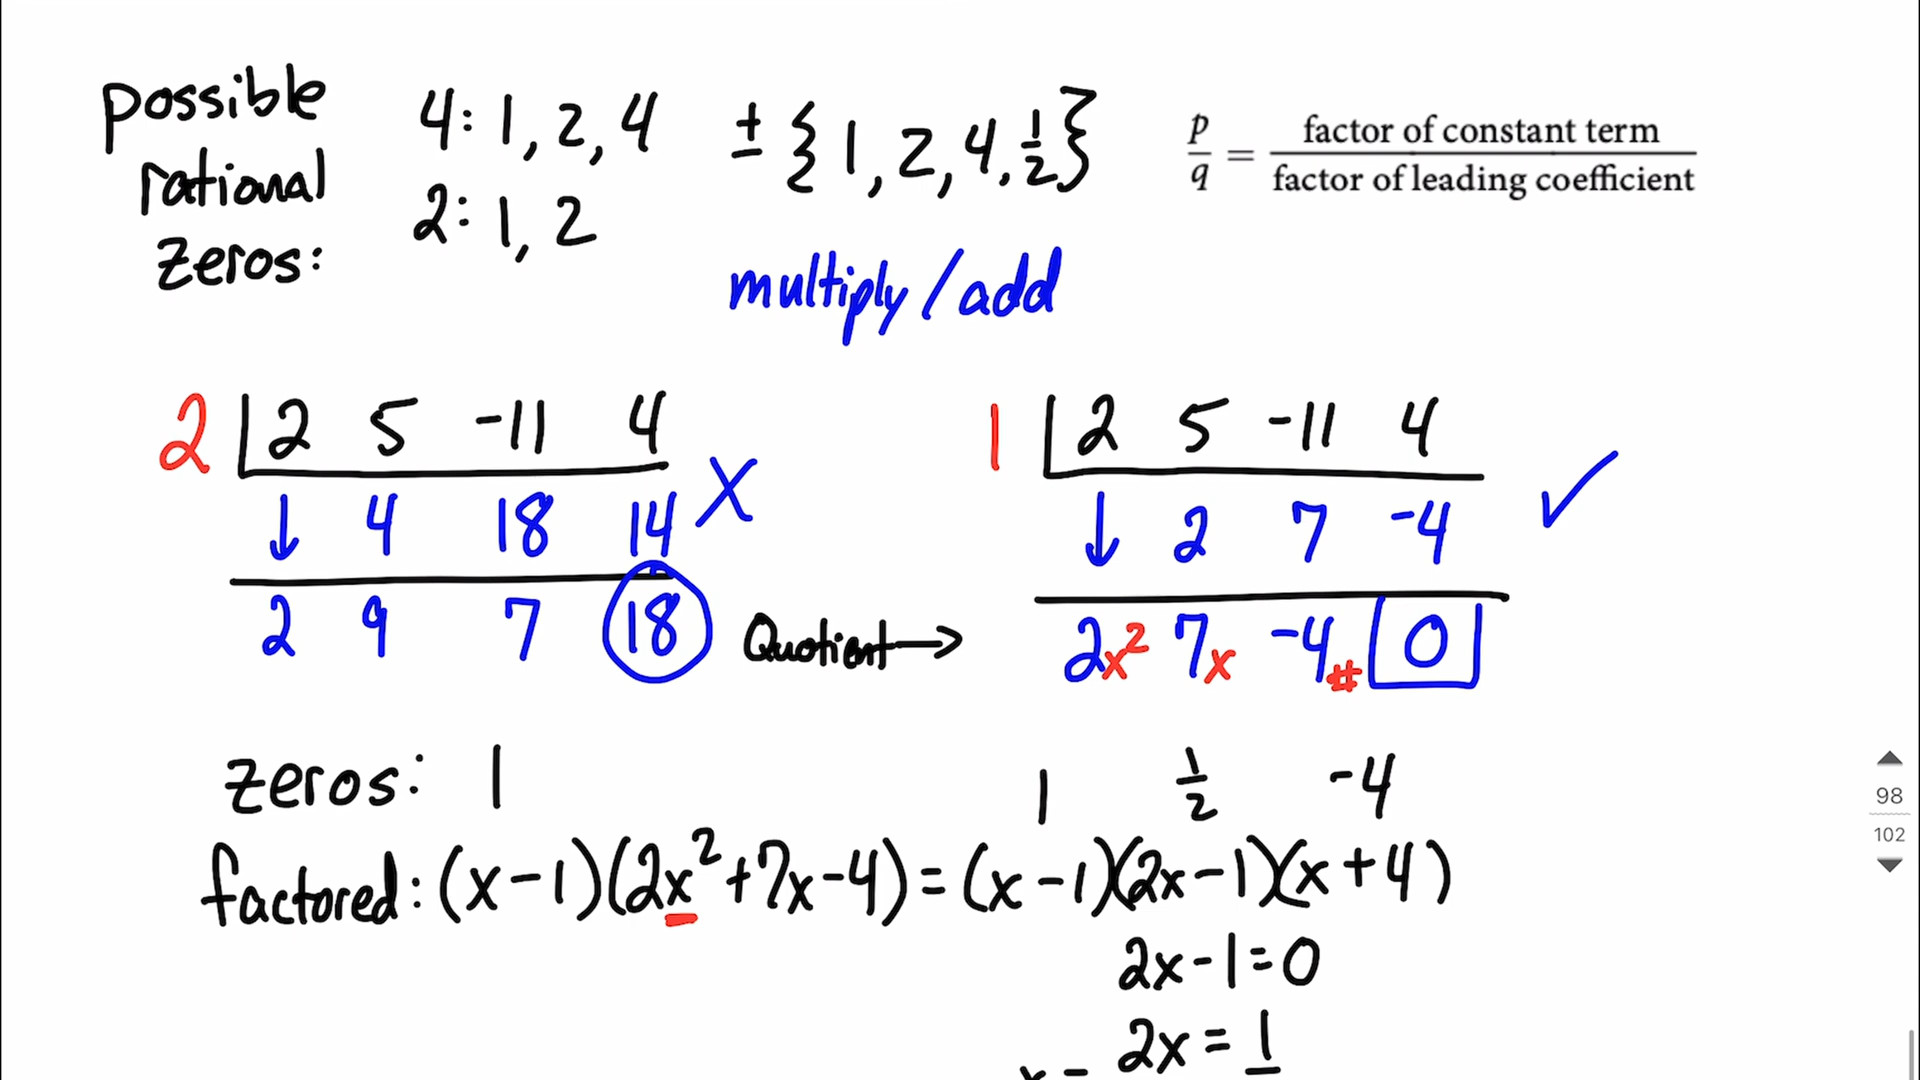 possible
rational
zeros:
4: 1, 2, 4
2: 1, 2
± {1, 2, 4, 1/2}
p/q = factor of constant term / factor of leading coefficient
multiply/add
2 | 2 5 -11 4
↓ 4 18 14 X
2 9 7 18
1 | 2 5 -11 4
↓ 2 7 -4 ✓
Quotient → 2x² 7x -4# 0
zeros: 1
1 1/2 -4
factored: (x-1)(2x²+7x-4) = (x-1)(2x-1)(x+4)
2x-1=0
2x = 1
98
102